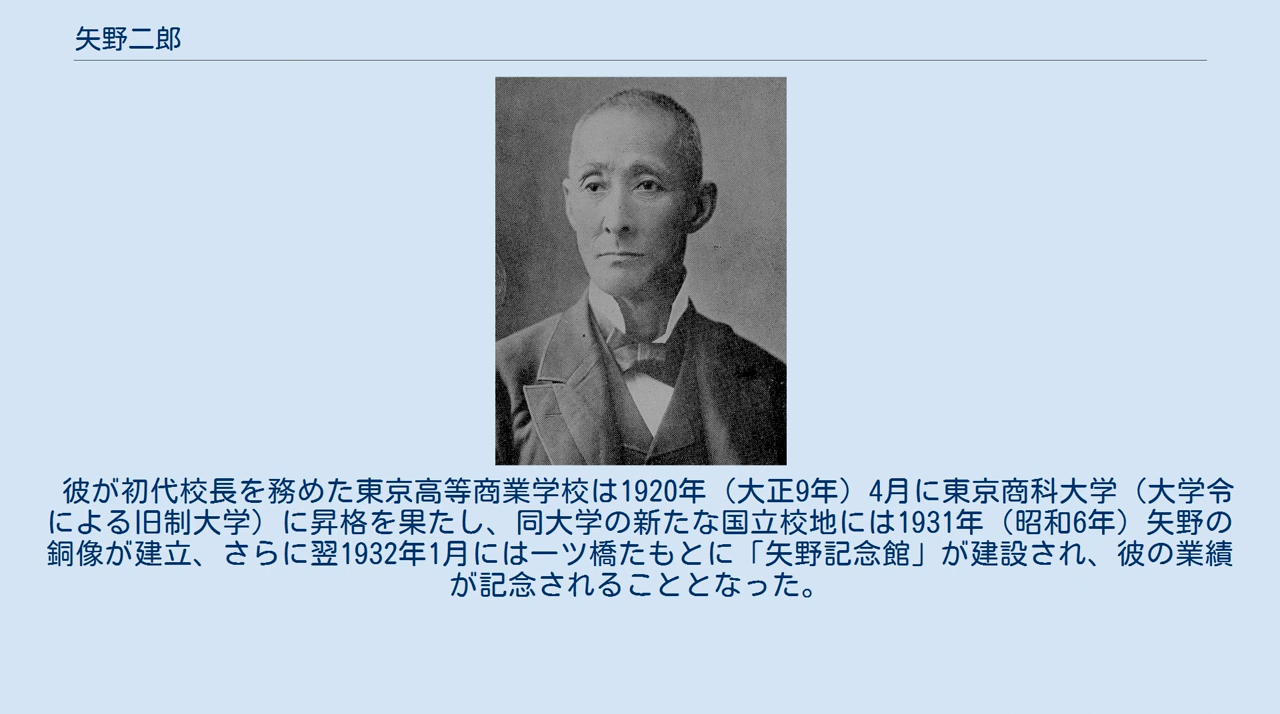 矢野二郎
彼が初代校長を務めた東京高等商業学校は1920年（大正9年）4月に東京商科大学（大学令
による旧制大学）に昇格を果たし、同大学の新たな国立校地には1931年（昭和6年）矢野の
銅像が建立、さらに翌1932年1月には一ツ橋たもとに「矢野記念館」が建設され、彼の業績
が記念されることとなった。